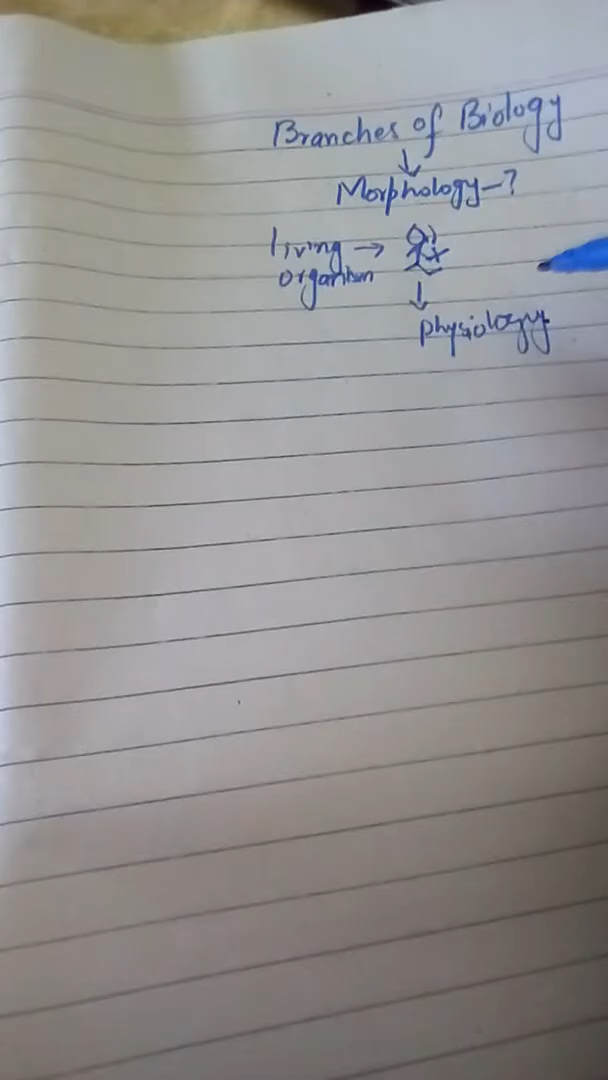 Branches of Biology
↓
Morphology-?
living →
organism
↓
physiology